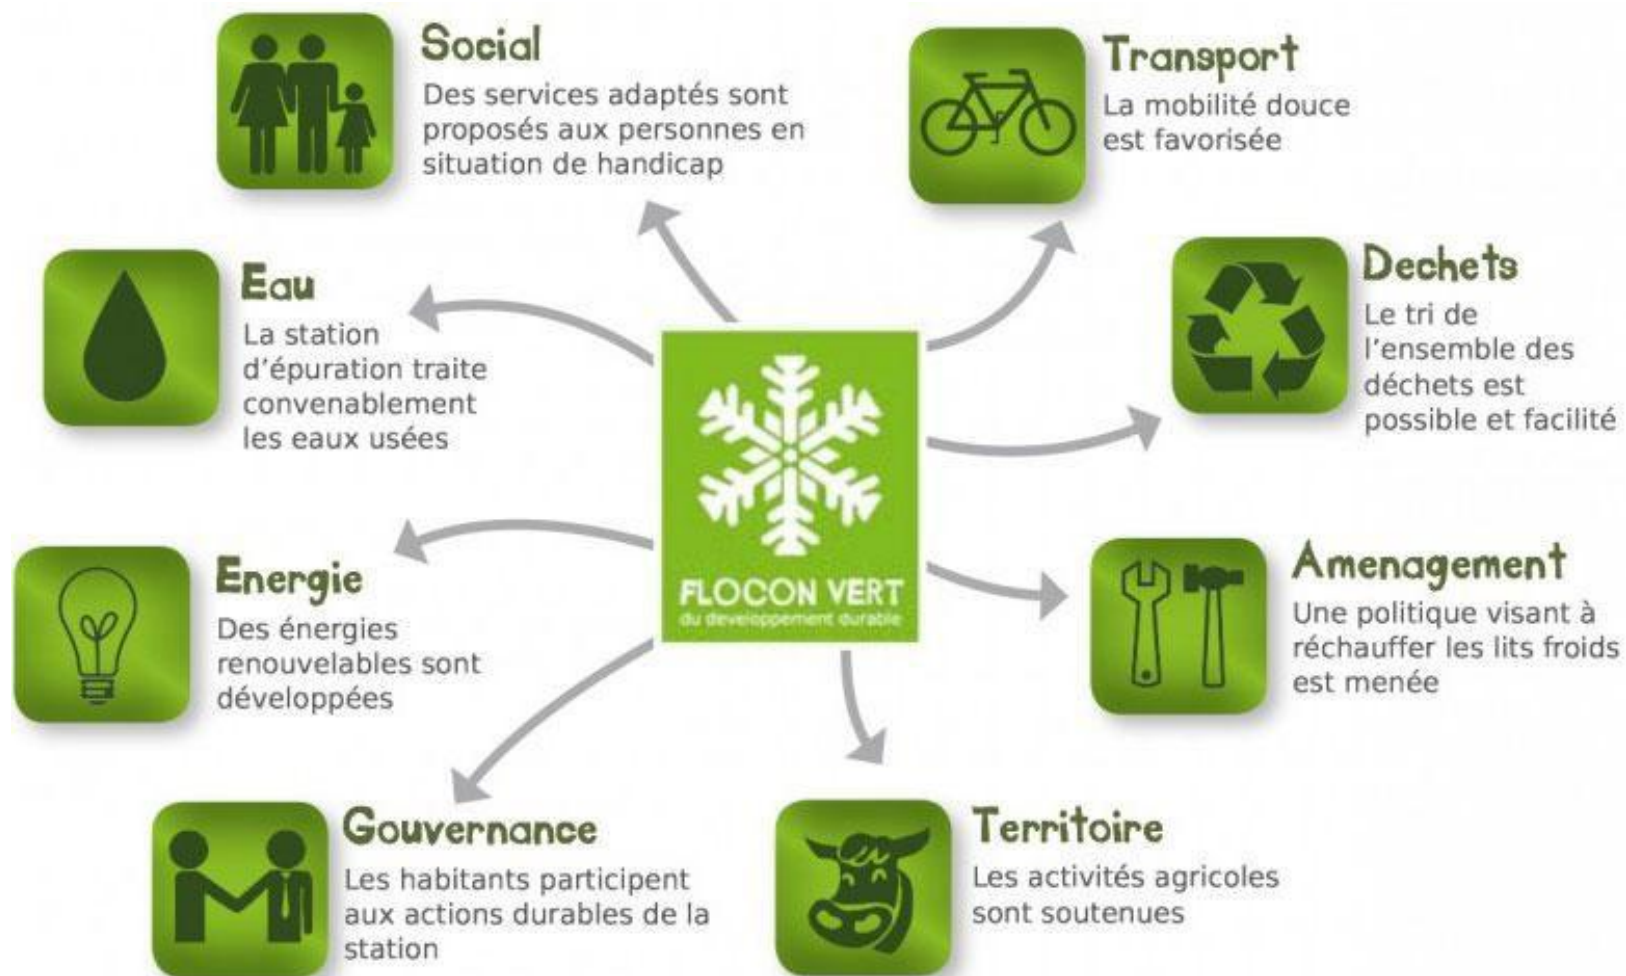 Social
Des services adaptés sont
proposés aux personnes en
situation de handicap
Transport
La mobilité douce
est favorisée
Eau
La station
d'épuration traite
convenablement
les eaux usées
Dechets
Le tri de
l'ensemble des
déchets est
possible et facilité
FLOCON VERT
du developpement durable
Energie
Des énergies
renouvelables sont
développées
Amenagement
Une politique visant à
réchauffer les lits froids
est menée
Gouvernance
Les habitants participent
aux actions durables de la
station
Territoire
Les activités agricoles
sont soutenues